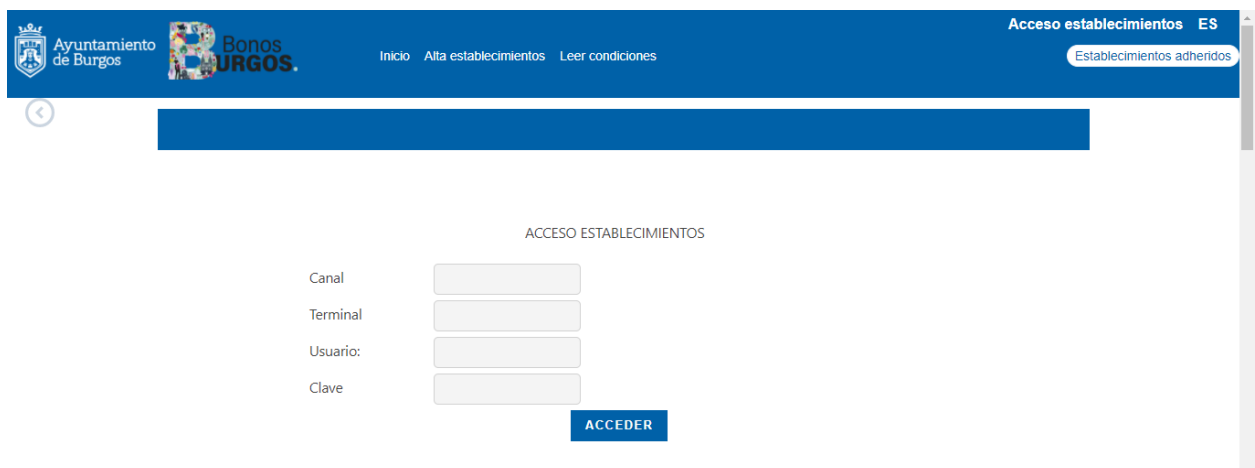 Acceso establecimientos ES
Ayuntamiento
de Burgos
Bonos
BURGOS.
Inicio Alta establecimientos Leer condiciones
Establecimientos adheridos
ACCESO ESTABLECIMIENTOS
Canal
Terminal
Usuario:
Clave
ACCEDER